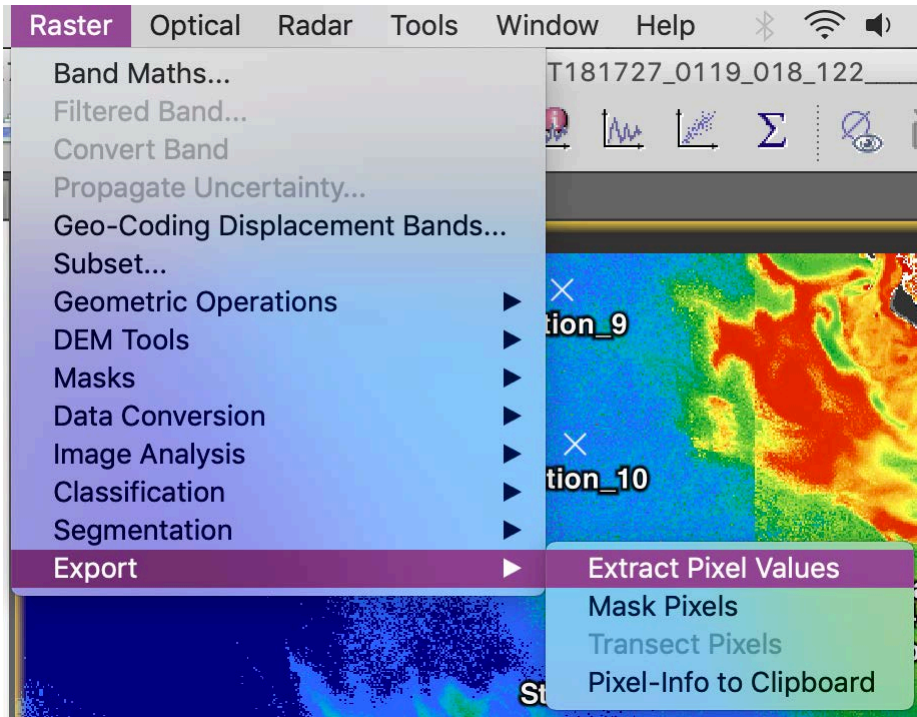 Raster Optical Radar Tools Window Help
T181727_0119_018_122____
Band Maths...
Filtered Band...
Convert Band
Propagate Uncertainty...
Geo-Coding Displacement Bands...
Subset...
Geometric Operations
DEM Tools
Masks
Data Conversion
Image Analysis
Classification
Segmentation
Export
tion_9
tion_10
Extract Pixel Values
Mask Pixels
Transect Pixels
Pixel-Info to Clipboard
St